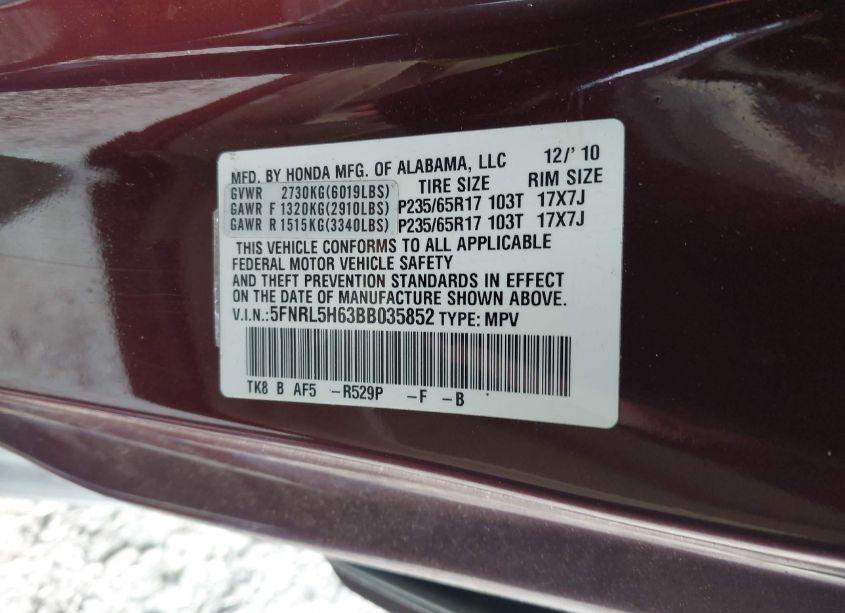 MFD. BY HONDA MFG. OF ALABAMA, LLC 12/' 10
GVWR 2730KG(6019LBS) TIRE SIZE RIM SIZE
GAWR F 1320KG(2910LBS) P235/65R17 103T 17X7J
GAWR R 1515KG(3340LBS) P235/65R17 103T 17X7J
THIS VEHICLE CONFORMS TO ALL APPLICABLE
FEDERAL MOTOR VEHICLE SAFETY
AND THEFT PREVENTION STANDARDS IN EFFECT
ON THE DATE OF MANUFACTURE SHOWN ABOVE.
V.I.N.: 5FNRL5H63BB035852 TYPE: MPV
TK8 B AF5 -R529P -F -B